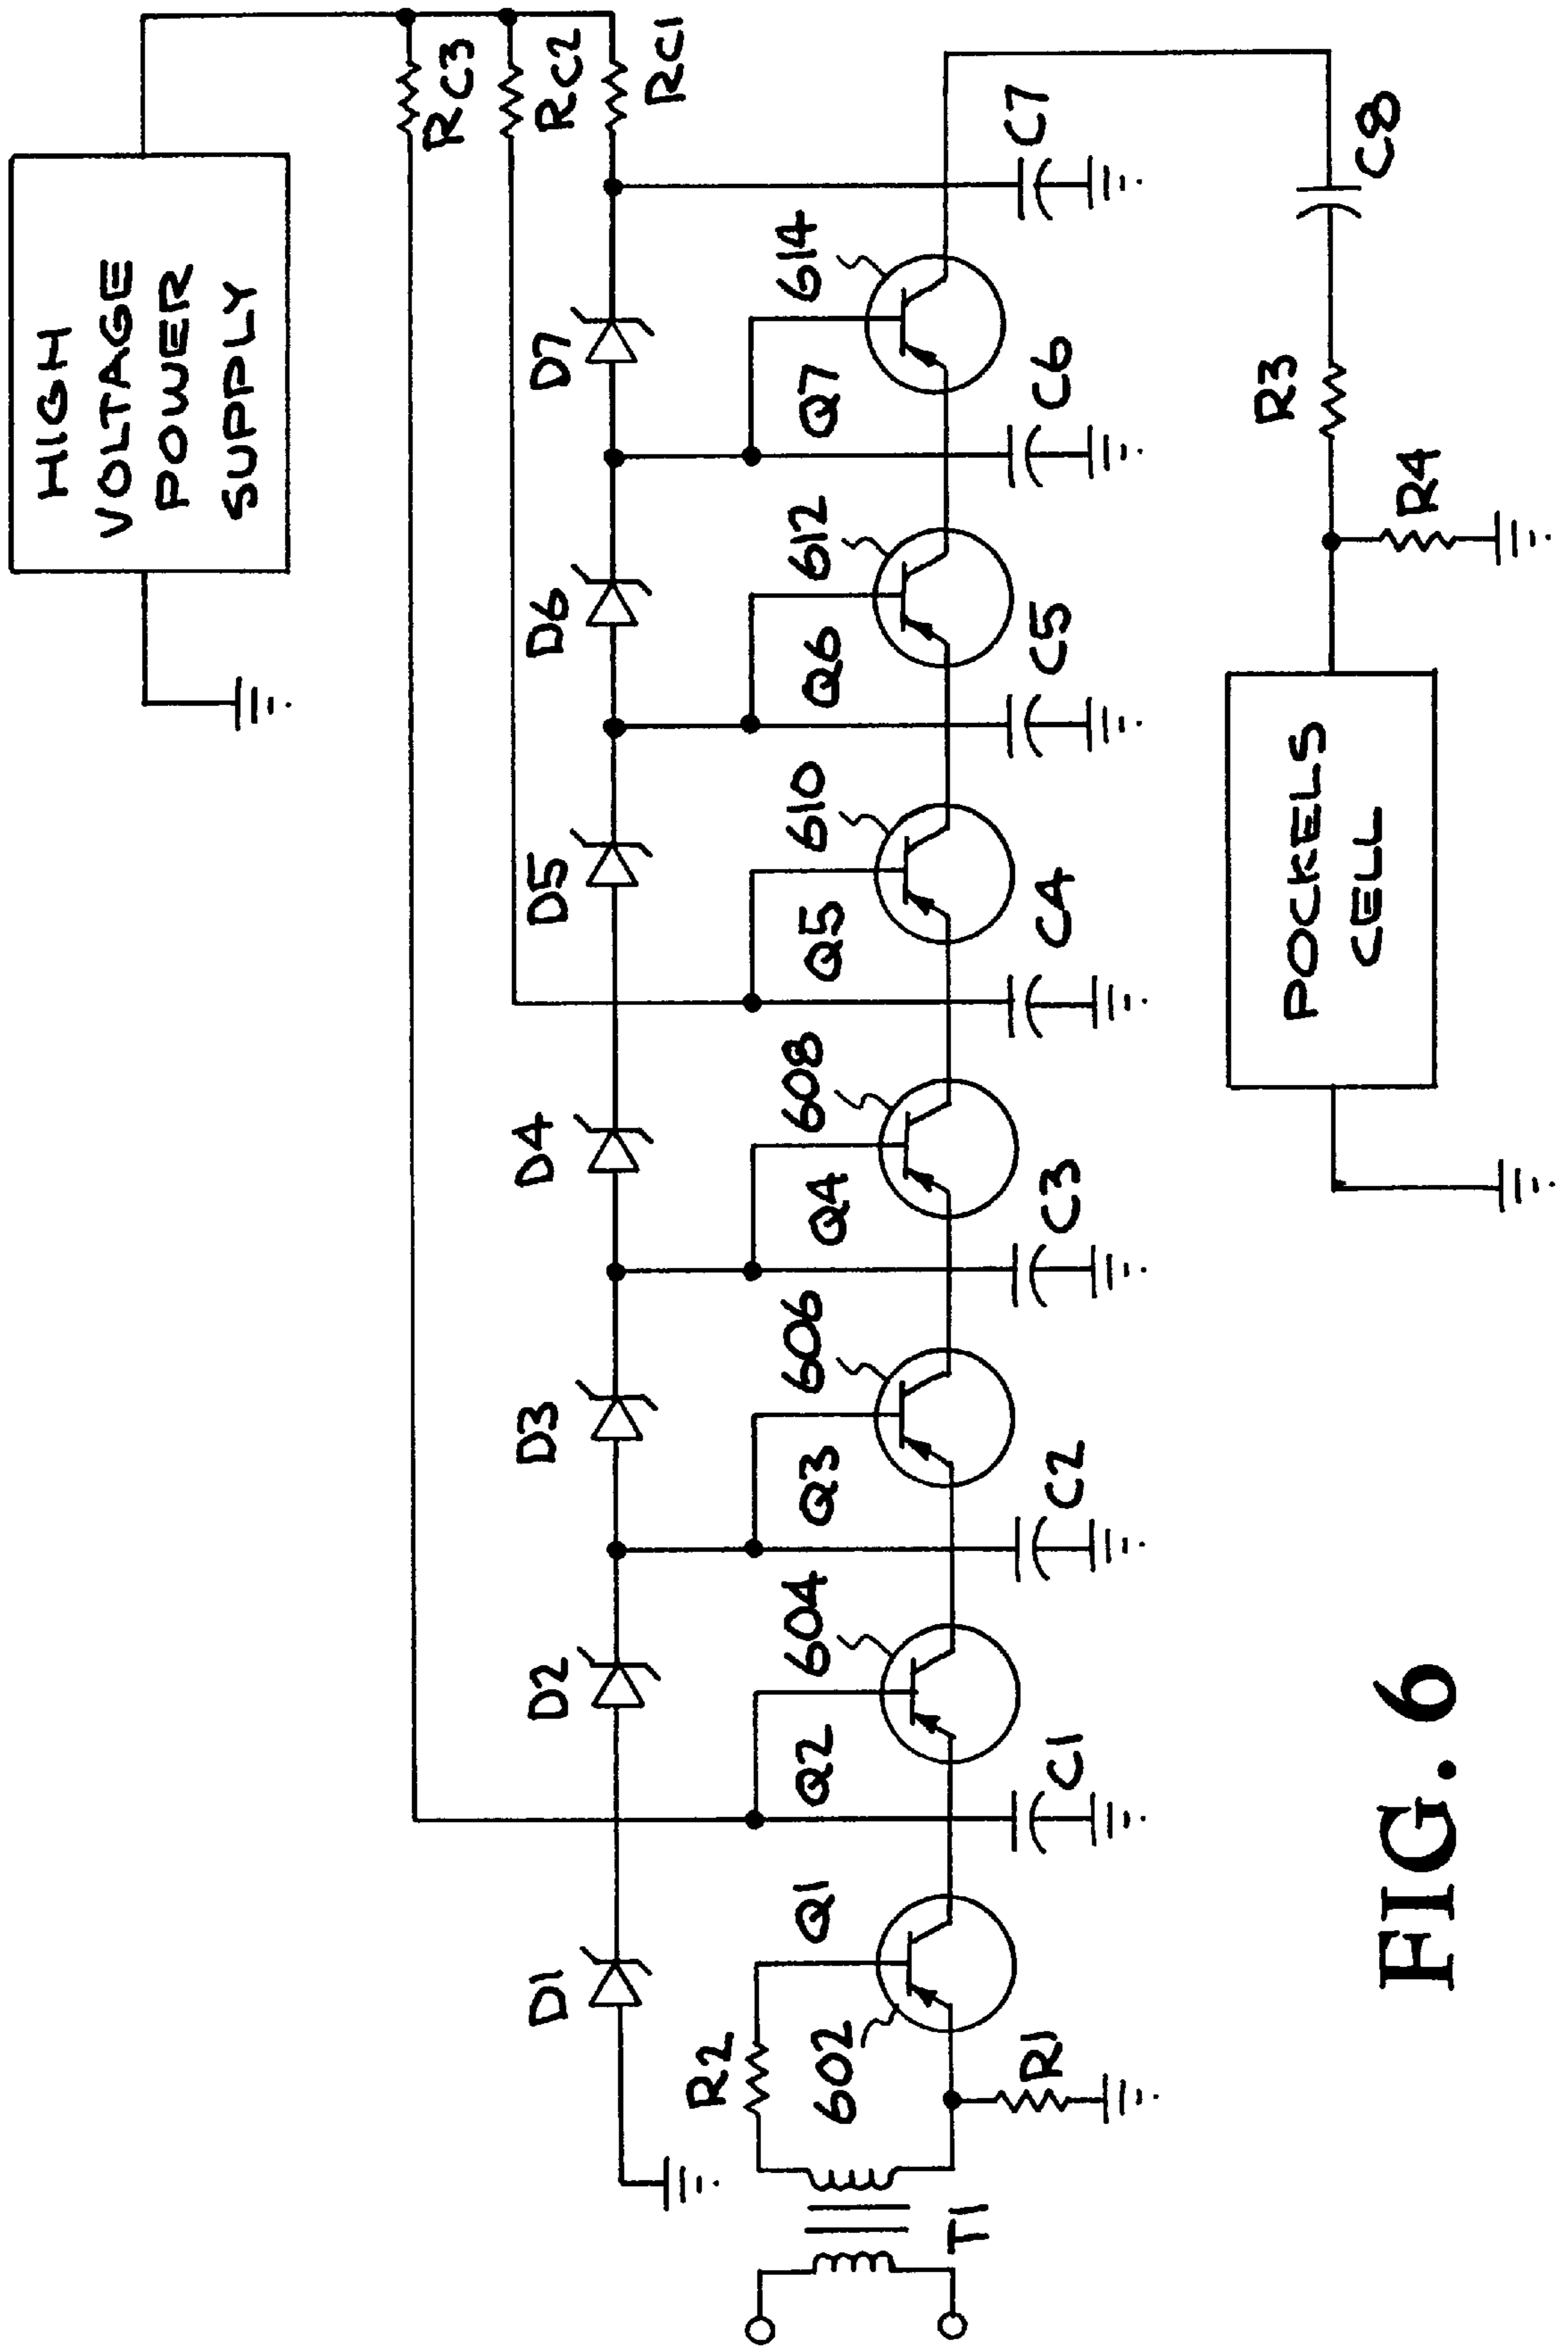 HIGH
VOLTAGE
POWER
SUPPLY
RC3
RC2
RC1
D1
D2
D3
D4
D5
D6
D7
R2
Q1
602
Q2
604
Q3
606
Q4
608
Q5
610
Q6
612
Q7
614
T1
R1
C1
C2
C3
C4
C5
C6
C7
POCKELS
CELL
R4
R3
C8
FIG. 6